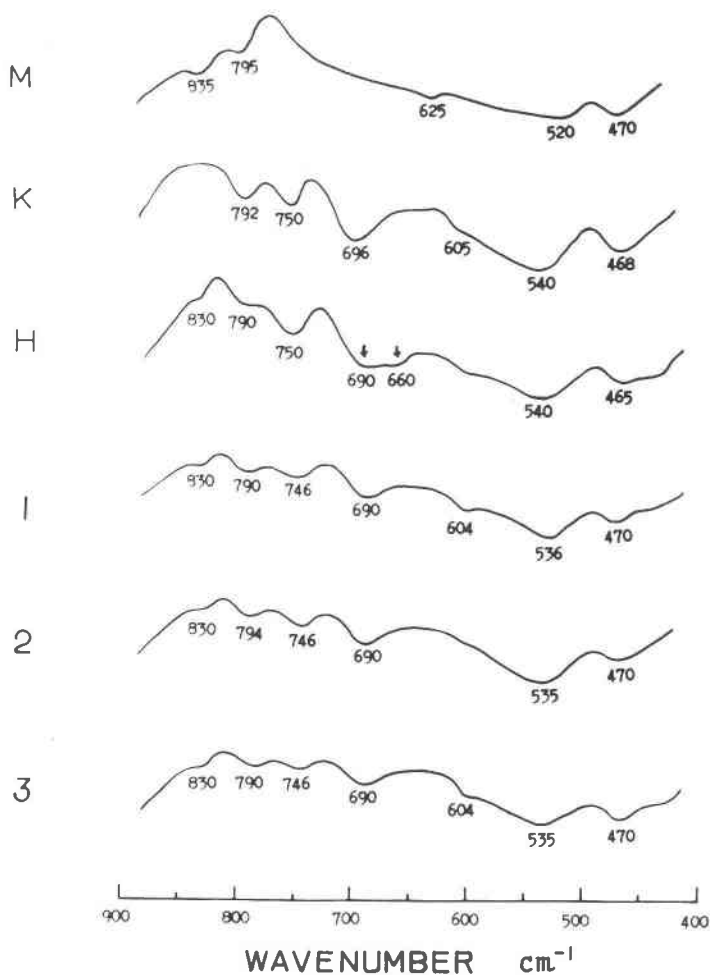 M
835 795 625 520 470
K
792 750 696 605 540 468
H
830 790 750 690 660 540 465
1
830 790 746 690 604 536 470
2
830 794 746 690 535 470
3
830 790 746 690 604 535 470
900 800 700 600 500 400
WAVENUMBER cm⁻¹